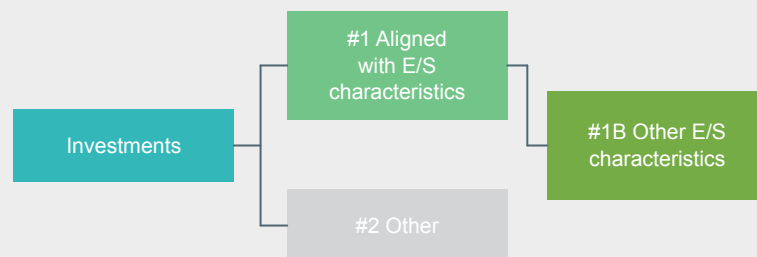 #1 Aligned
with E/S
characteristics
Investments
#1B Other E/S
characteristics
#2 Other